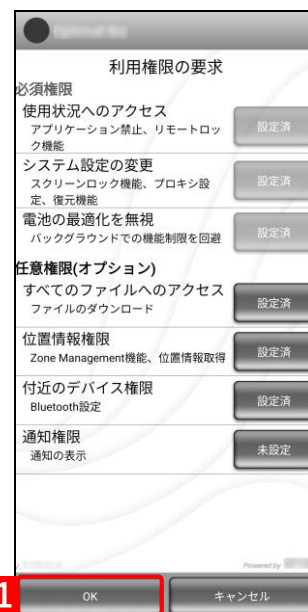 利用権限の要求
必須権限
使用状況へのアクセス
アプリケーション禁止、リモートロッ
ク機能
設定済
システム設定の変更
スクリーンロック機能、プロキシ設
定、復元機能
設定済
電池の最適化を無視
バックグラウンドでの機能制限を回避
設定済
任意権限(オプション)
すべてのファイルへのアクセス
ファイルのダウンロード
設定済
位置情報権限
Zone Management機能、位置情報取得
設定済
付近のデバイス権限
Bluetooth設定
設定済
通知権限
通知の表示
未設定
Powered by
1
OK
キャンセル